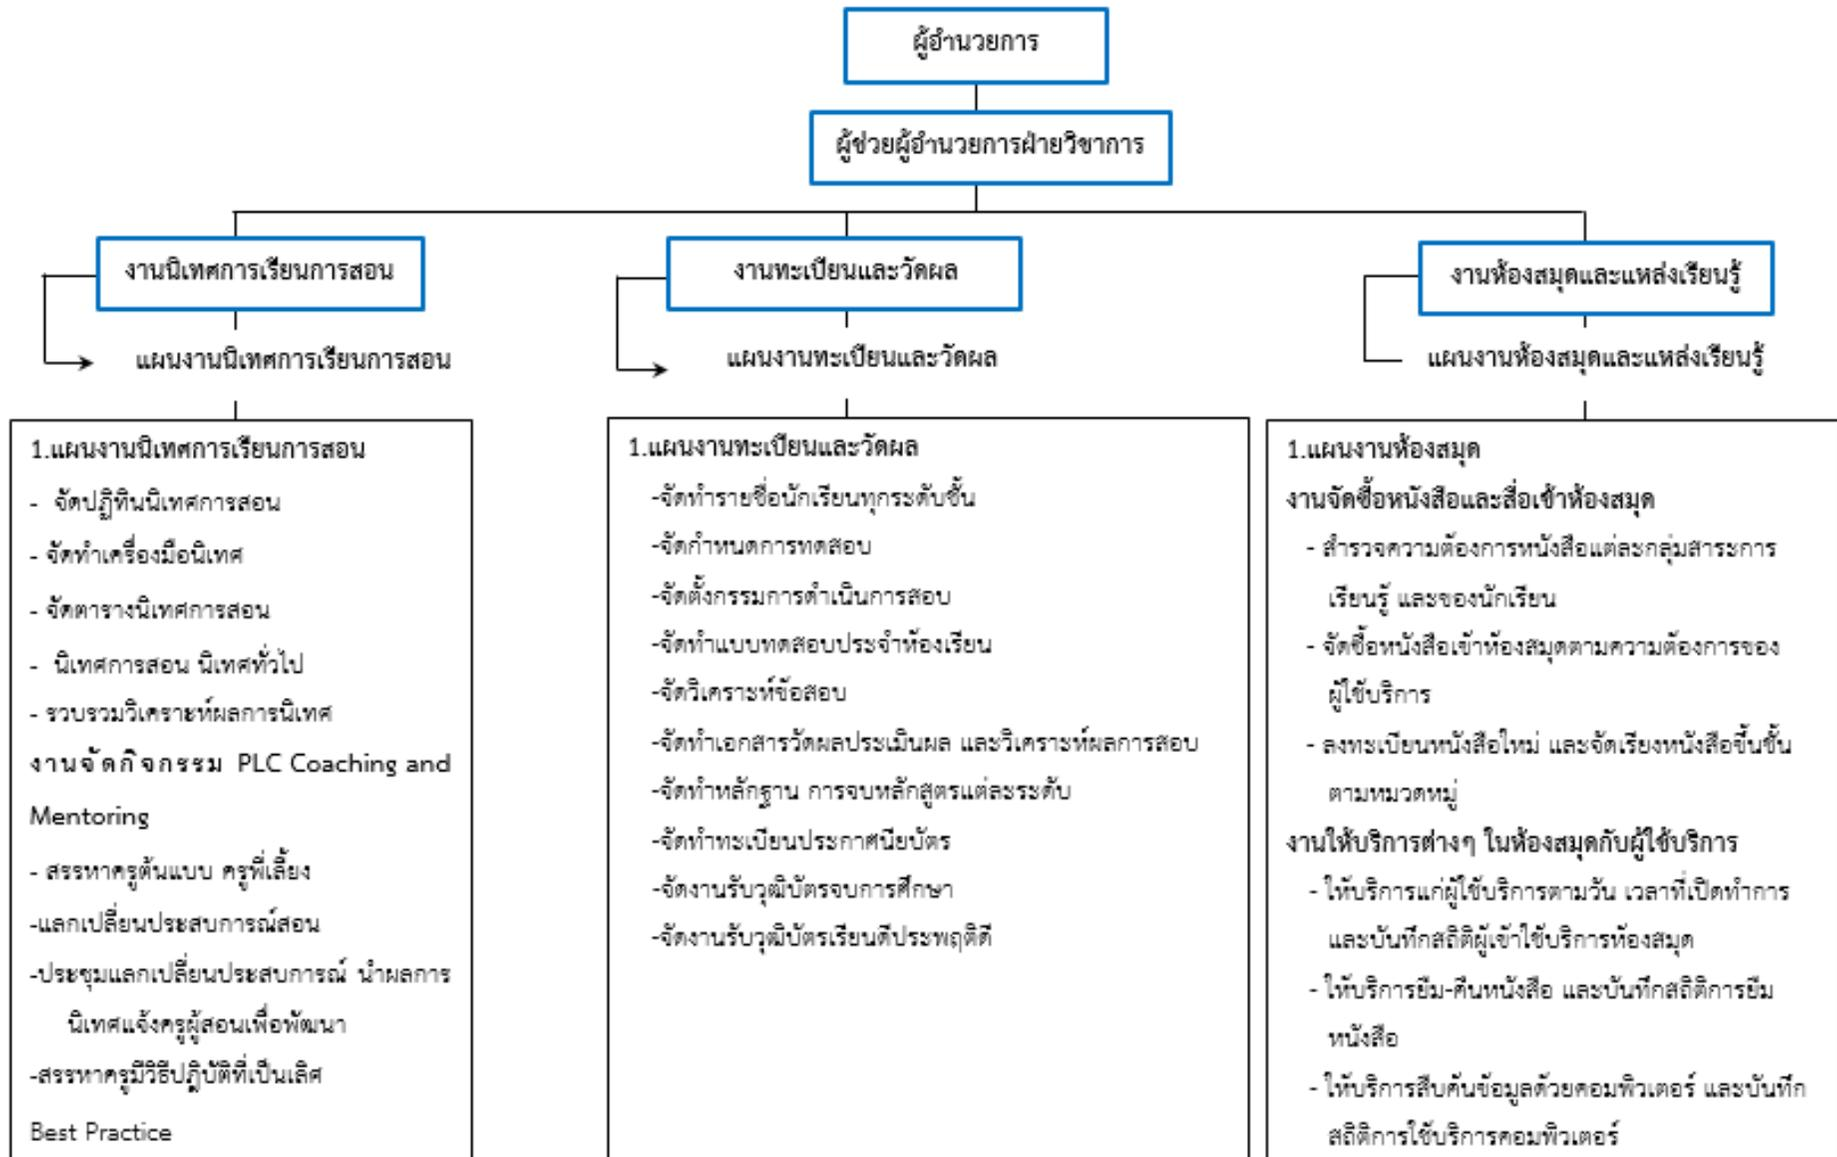 ผู้อำนวยการ
ผู้ช่วยผู้อำนวยการฝ่ายวิชาการ
งานนิเทศการเรียนการสอน
งานทะเบียนและวัดผล
งานห้องสมุดและแหล่งเรียนรู้
แผนงานนิเทศการเรียนการสอน
แผนงานทะเบียนและวัดผล
แผนงานห้องสมุดและแหล่งเรียนรู้
1.แผนงานนิเทศการเรียนการสอน
- จัดปฏิทินนิเทศการสอน
- จัดทำเครื่องมือนิเทศ
- จัดตารางนิเทศการสอน
- นิเทศการสอน นิเทศทั่วไป
- รวบรวมวิเคราะห์ผลการนิเทศ
งานจัดกิจกรรม PLC Coaching and
Mentoring
- สรรหาครูต้นแบบ ครูพี่เลี้ยง
-แลกเปลี่ยนประสบการณ์สอน
-ประชุมแลกเปลี่ยนประสบการณ์ นำผลการ
นิเทศแจ้งครูผู้สอนเพื่อพัฒนา
-สรรหาครูมีวิธีปฏิบัติที่เป็นเลิศ
Best Practice
1.แผนงานทะเบียนและวัดผล
-จัดทำรายชื่อนักเรียนทุกระดับชั้น
-จัดกำหนดการทดสอบ
-จัดตั้งกรรมการดำเนินการสอบ
-จัดทำแบบทดสอบประจำห้องเรียน
-จัดวิเคราะห์ข้อสอบ
-จัดทำเอกสารวัดผลประเมินผล และวิเคราะห์ผลการสอบ
-จัดทำหลักฐาน การจบหลักสูตรแต่ละระดับ
-จัดทำทะเบียนประกาศนียบัตร
-จัดงานรับวุฒิบัตรจบการศึกษา
-จัดงานรับวุฒิบัตรเรียนดีประพฤติดี
1.แผนงานห้องสมุด
งานจัดซื้อหนังสือและสื่อเข้าห้องสมุด
- สำรวจความต้องการหนังสือแต่ละกลุ่มสาระการ
เรียนรู้ และของนักเรียน
- จัดซื้อหนังสือเข้าห้องสมุดตามความต้องการของ
ผู้ใช้บริการ
- ลงทะเบียนหนังสือใหม่ และจัดเรียงหนังสือขึ้นชั้น
ตามหมวดหมู่
งานให้บริการต่างๆ ในห้องสมุดกับผู้ใช้บริการ
- ให้บริการแก่ผู้ใช้บริการตามวัน เวลาที่เปิดทำการ
และบันทึกสถิติผู้เข้าใช้บริการห้องสมุด
- ให้บริการยืม-คืนหนังสือ และบันทึกสถิติการยืม
หนังสือ
- ให้บริการสืบค้นข้อมูลด้วยคอมพิวเตอร์ และบันทึก
สถิติการใช้บริการคอมพิวเตอร์